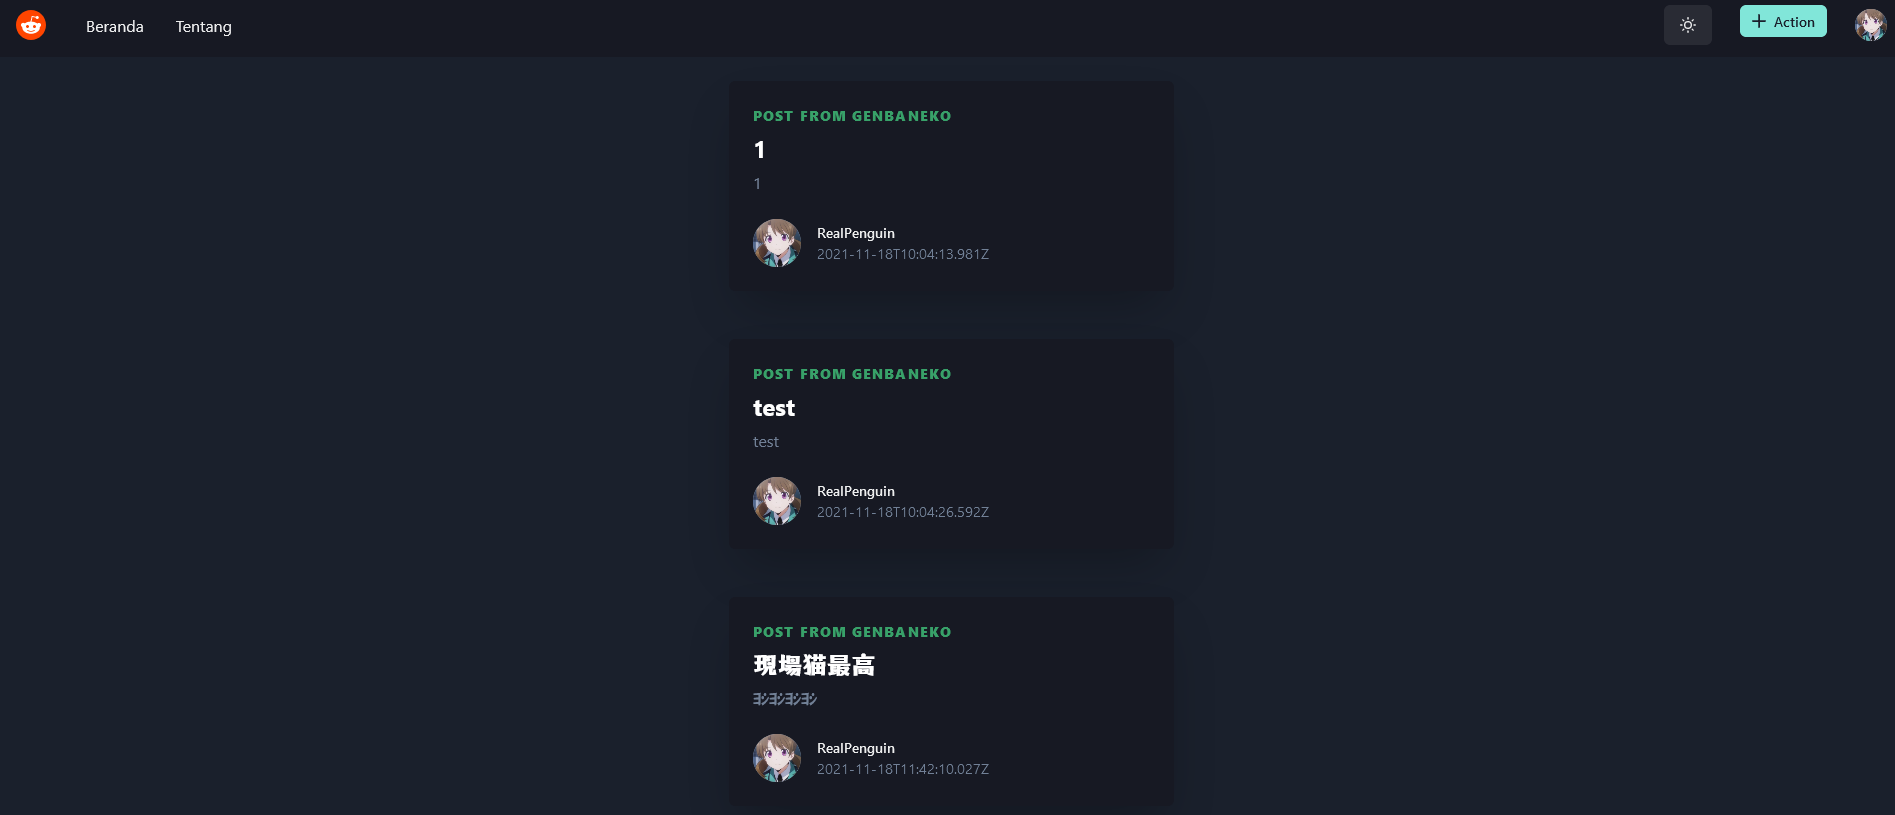 Beranda
Tentang
Action
POST FROM GENBANEKO
1
1
RealPenguin
2021-11-18T10:04:13.981Z
POST FROM GENBANEKO
test
test
RealPenguin
2021-11-18T10:04:26.592Z
POST FROM GENBANEKO
現場猫最高
ﾖｼﾖｼﾖｼﾖｼ
RealPenguin
2021-11-18T11:42:10.027Z